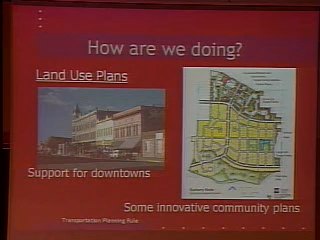 How are we doing?
Land Use Plans
Support for downtowns
Some innovative community plans
Transportation Planning Rule